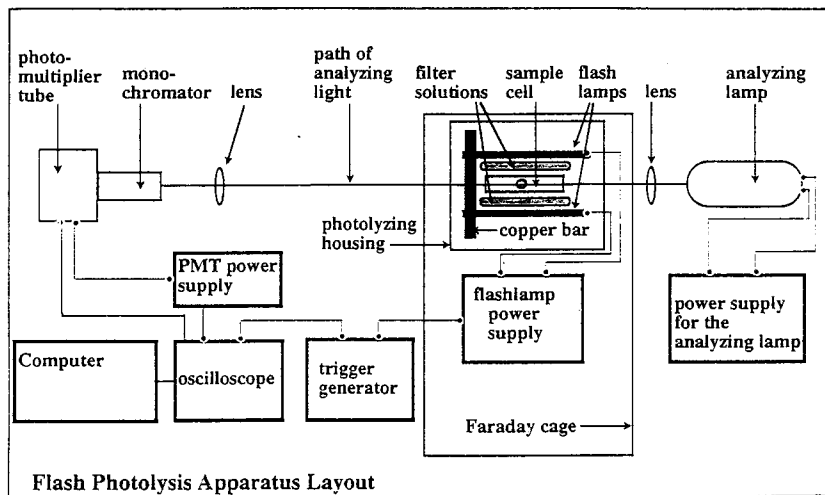 photo-
multiplier
tube
mono-
chromator
lens
path of
analyzing
light
filter
solutions
sample
cell
flash
lamps
lens
analyzing
lamp
photolyzing
housing
copper bar
PMT power
supply
flashlamp
power
supply
power supply
for the
analyzing lamp
Computer
oscilloscope
trigger
generator
Faraday cage
Flash Photolysis Apparatus Layout